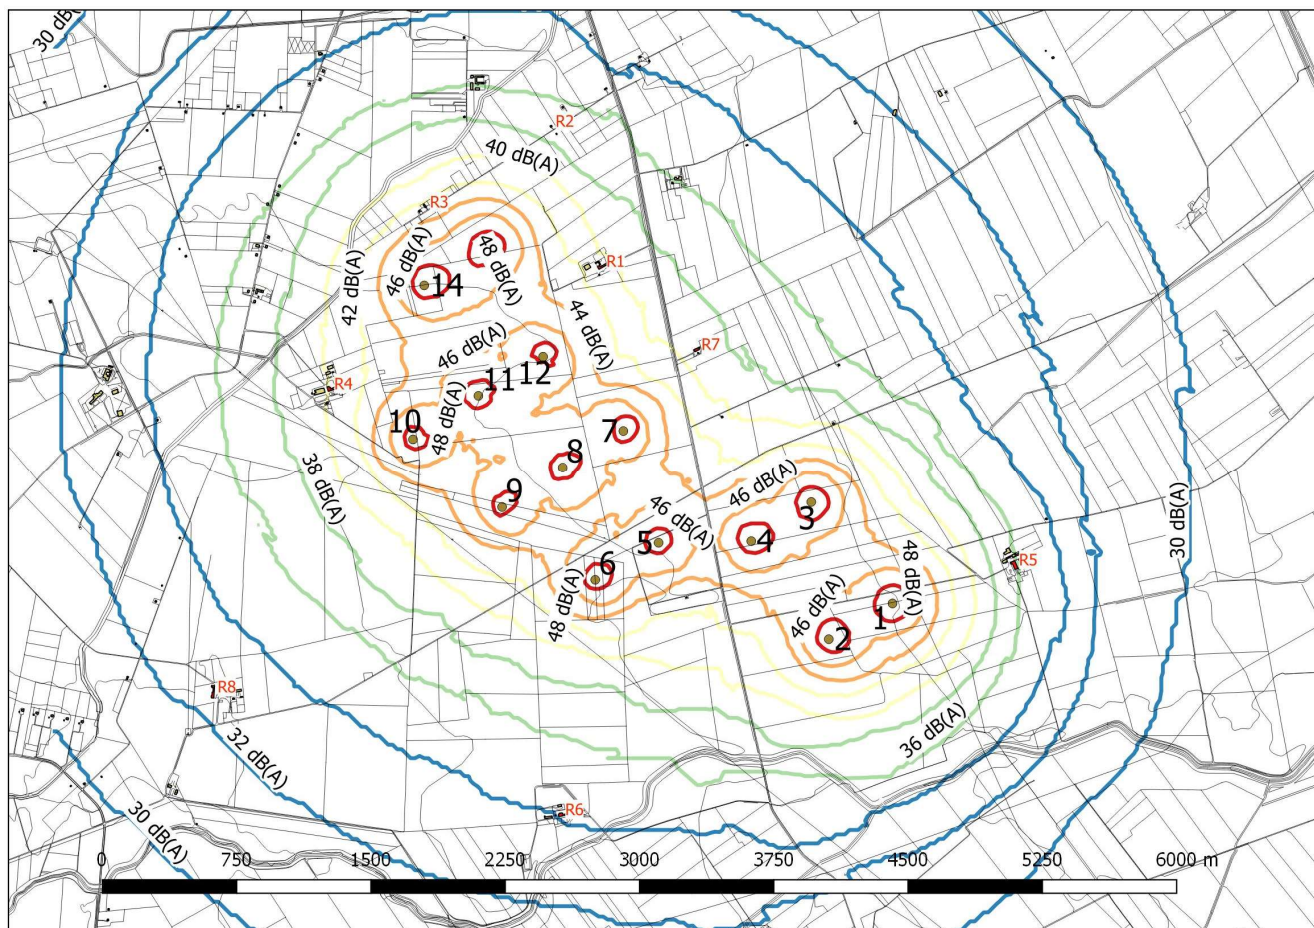 30 dB(A)
R2
40 dB(A)
R3
46 dB(A)
48 dB(A)
R1
42 dB(A)
14
44 dB(A)
46 dB(A)
R7
12
11
R4
48 dB(A)
10
7
8
38 dB(A)
9
46 dB(A)
46 dB(A)
3
30 dB(A)
5
4
48 dB(A)
R5
6
48 dB(A)
46 dB(A)
1
2
R8
36 dB(A)
32 dB(A)
R6
30 dB(A)
0 750 1500 2250 3000 3750 4500 5250 6000 m